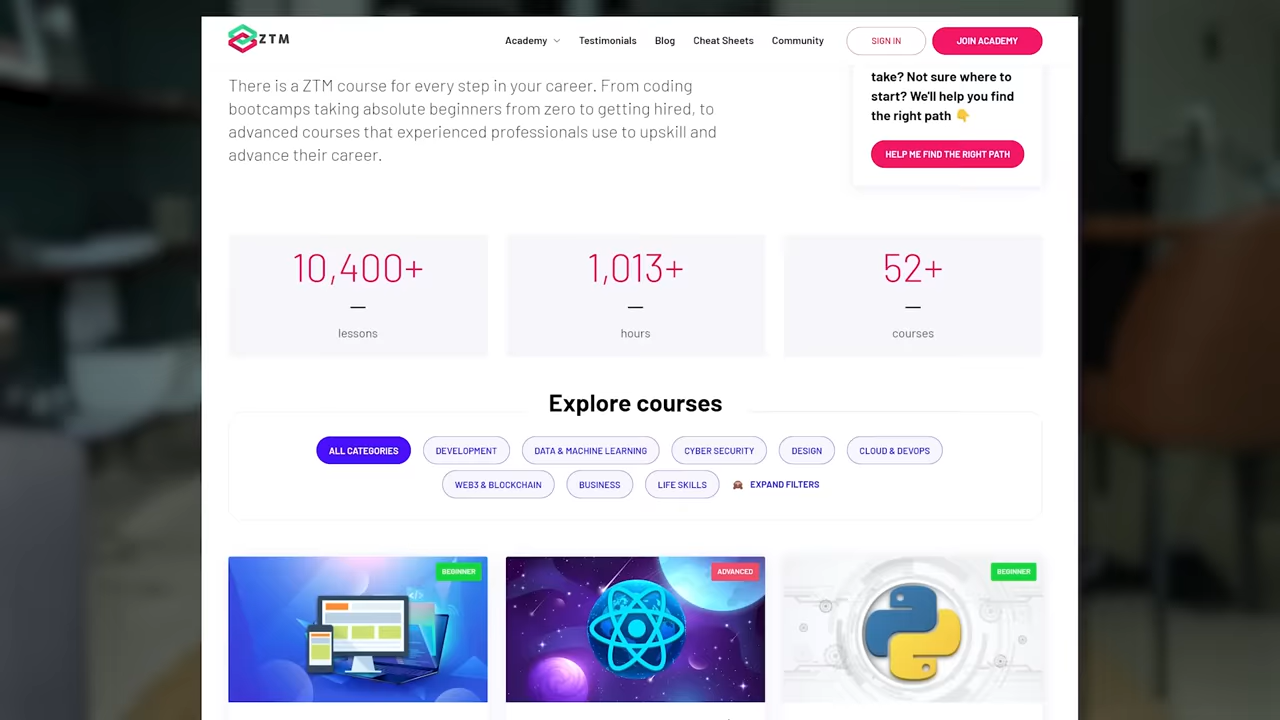 ZTM
Academy
Testimonials
Blog
Cheat Sheets
Community
SIGN IN
JOIN ACADEMY
There is a ZTM course for every step in your career. From coding
bootcamps taking absolute beginners from zero to getting hired, to
advanced courses that experienced professionals use to upskill and
advance their career.
take? Not sure where to
start? We'll help you find
the right path 👇
HELP ME FIND THE RIGHT PATH
10,400+
lessons
1,013+
hours
52+
courses
Explore courses
ALL CATEGORIES
DEVELOPMENT
DATA & MACHINE LEARNING
CYBER SECURITY
DESIGN
CLOUD & DEVOPS
WEB3 & BLOCKCHAIN
BUSINESS
LIFE SKILLS
🙈 EXPAND FILTERS
BEGINNER
</>
ADVANCED
BEGINNER